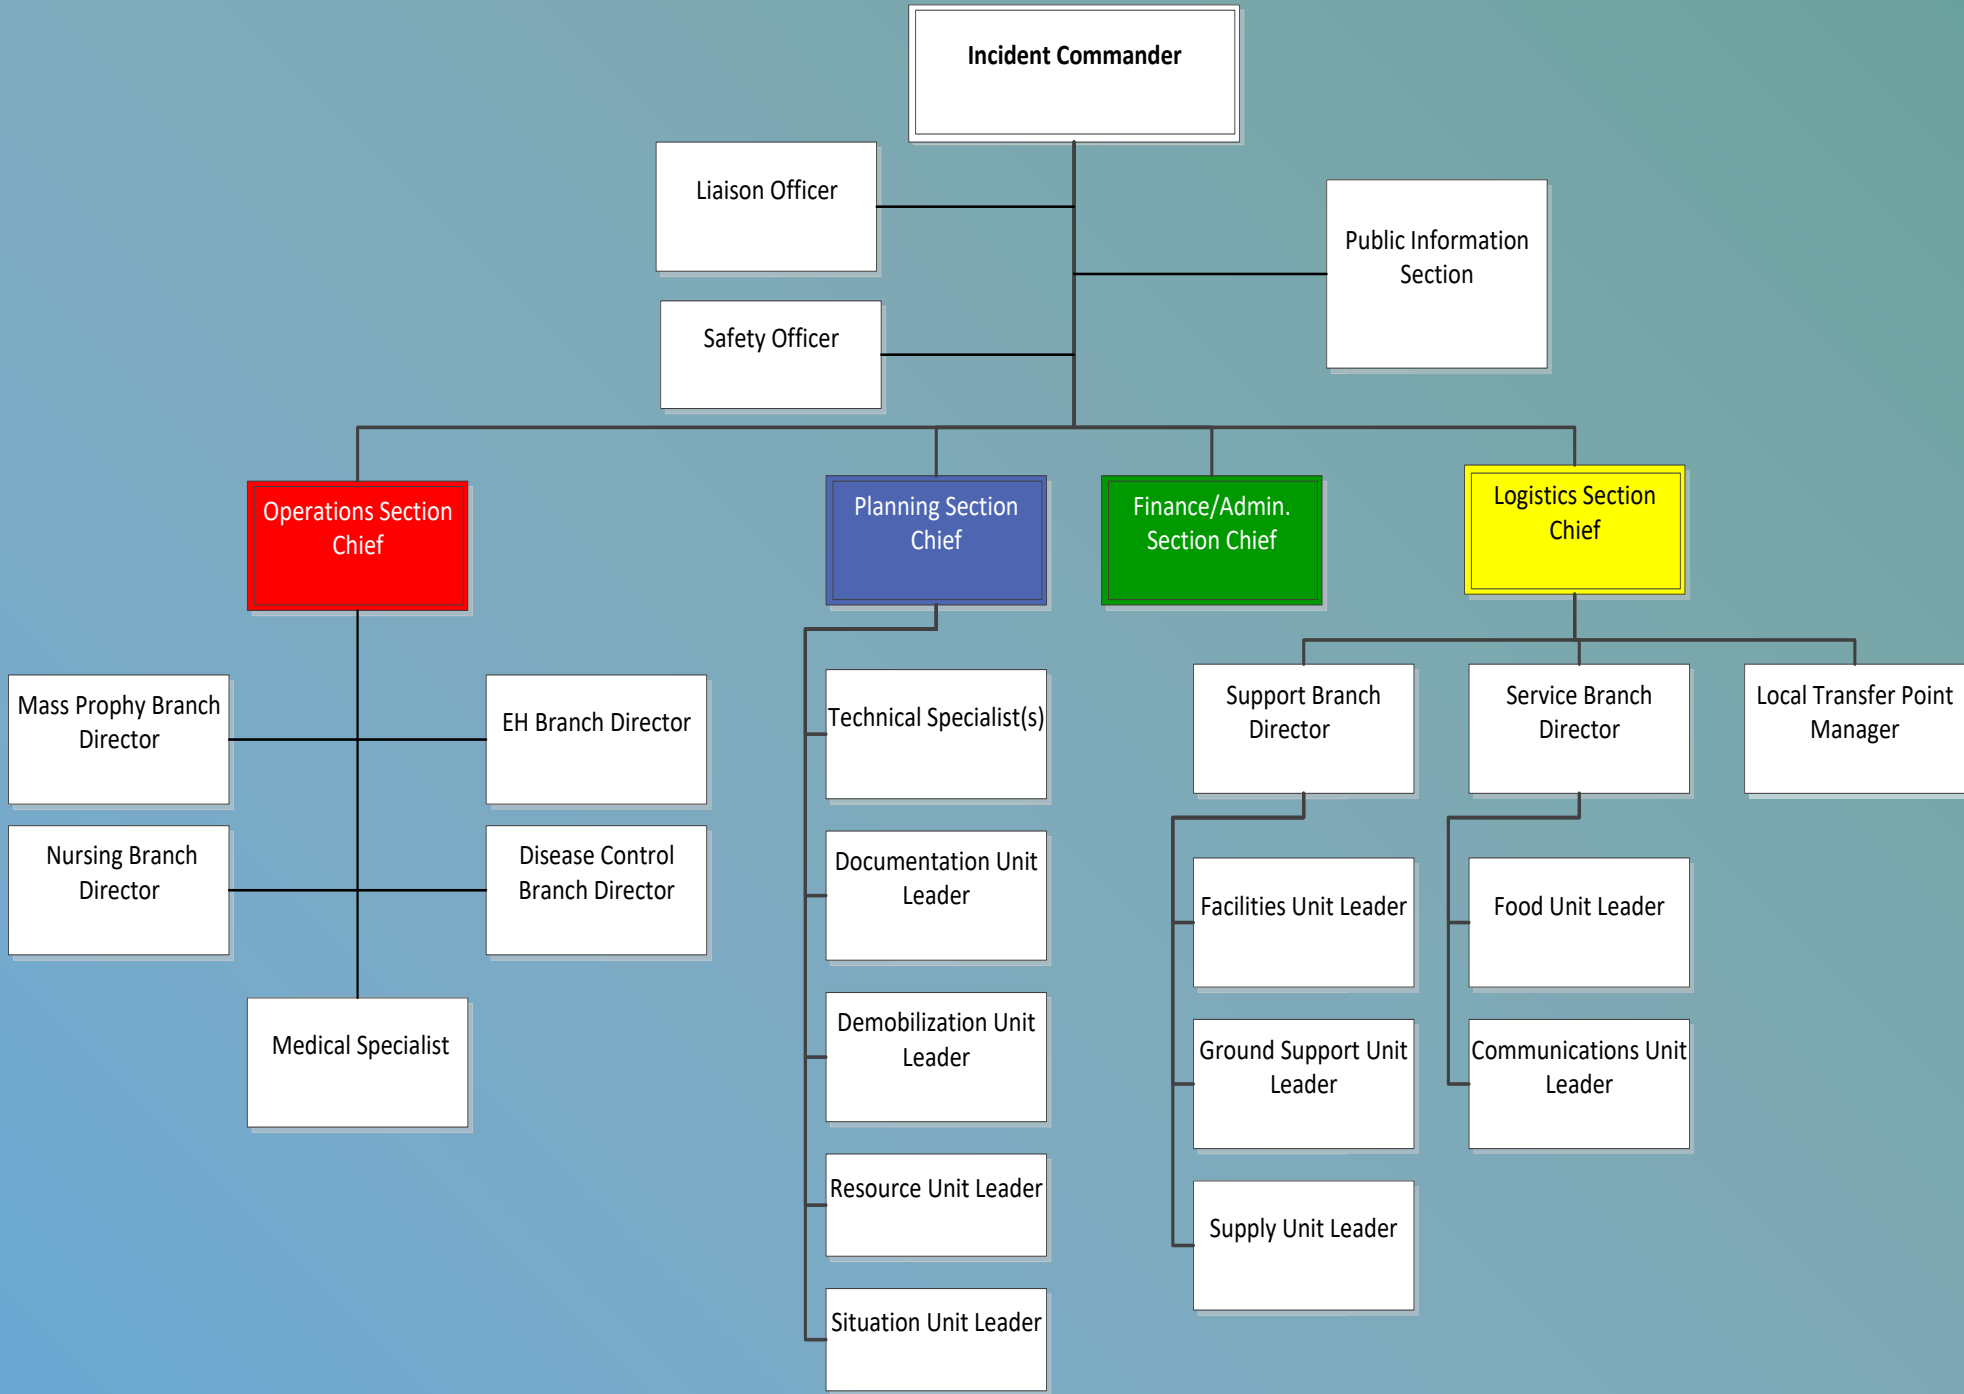 Incident Commander
Liaison Officer
Public Information
Section
Safety Officer
Operations Section
Chief
Planning Section
Chief
Finance/Admin.
Section Chief
Logistics Section
Chief
Mass Prophy Branch
Director
EH Branch Director
Nursing Branch
Director
Disease Control
Branch Director
Medical Specialist
Technical Specialist(s)
Documentation Unit
Leader
Demobilization Unit
Leader
Resource Unit Leader
Situation Unit Leader
Support Branch
Director
Service Branch
Director
Local Transfer Point
Manager
Facilities Unit Leader
Ground Support Unit
Leader
Supply Unit Leader
Food Unit Leader
Communications Unit
Leader